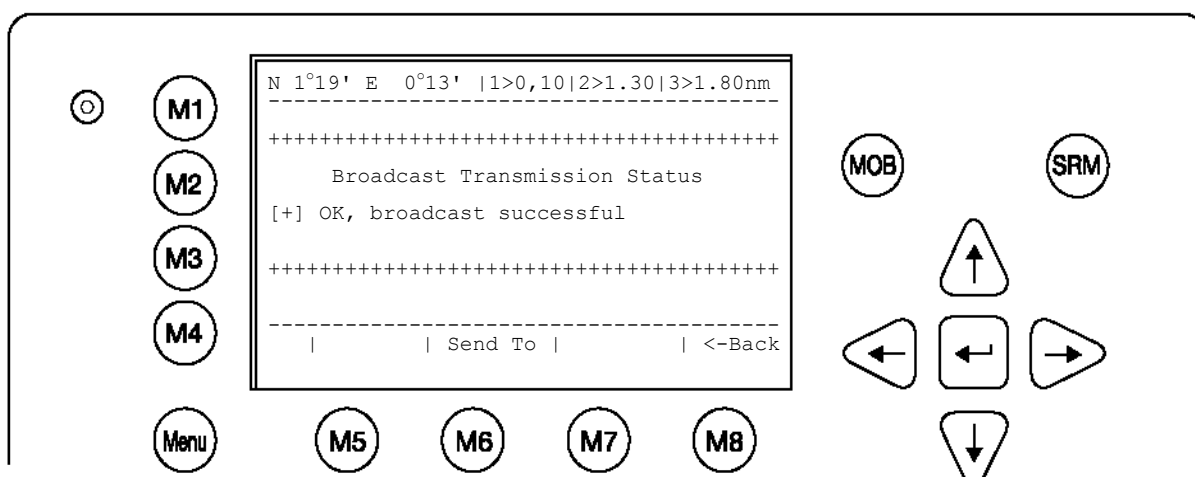 N 1°19' E 0°13' |1>0,10|2>1.30|3>1.80nm
----------------------------------------
++++++++++++++++++++++++++++++++++++++++
Broadcast Transmission Status
[+] OK, broadcast successful
++++++++++++++++++++++++++++++++++++++++
----------------------------------------
| | Send To | | <-Back
M1
M2
M3
M4
Menu
M5 M6 M7 M8
MOB SRM